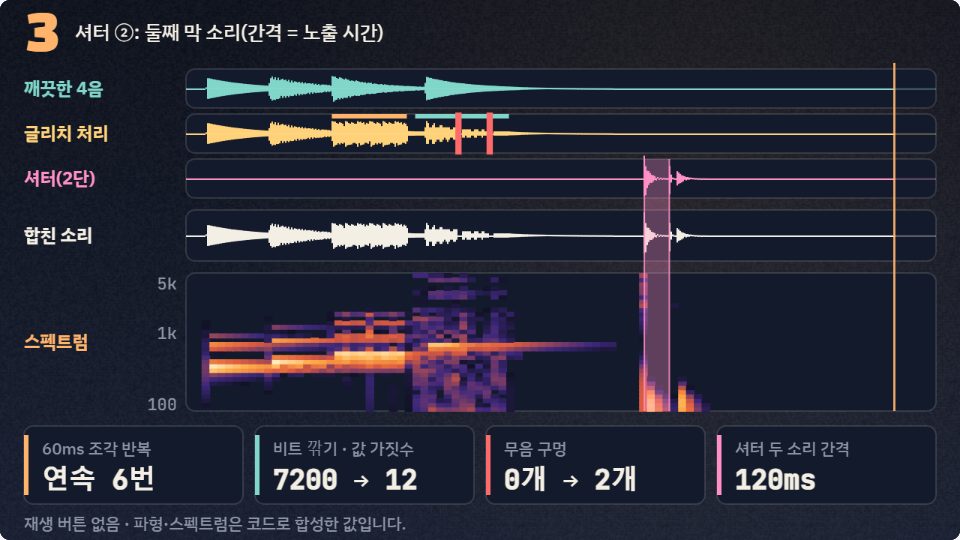 3 셔터 ②: 둘째 막 소리(간격 = 노출 시간)
깨끗한 4음
글리치 처리
셔터(2단)
합친 소리
5k
1k
스펙트럼
100
60ms 조각 반복
연속 6번
비트 깎기 · 값 가짓수
7200 → 12
무음 구멍
0개 → 2개
셔터 두 소리 간격
120ms
재생 버튼 없음 · 파형·스펙트럼은 코드로 합성한 값입니다.